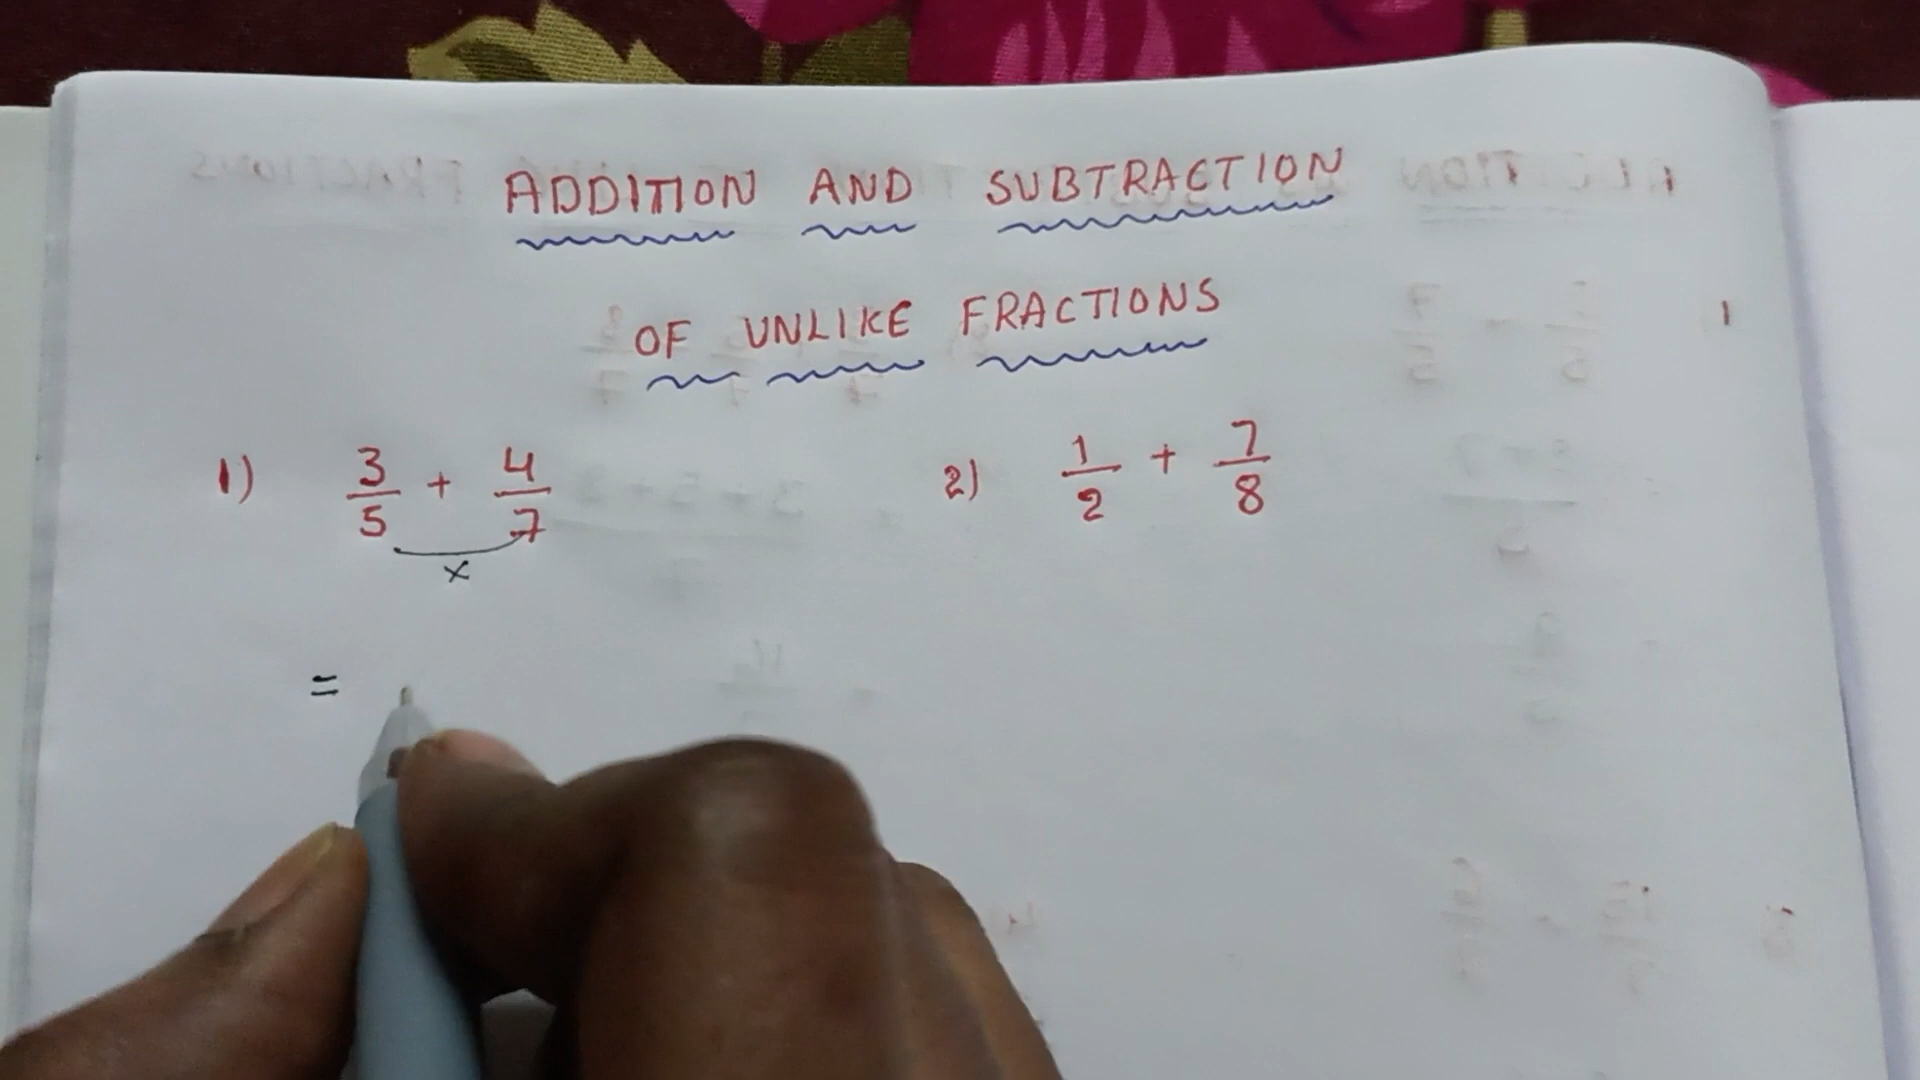 ADDITION AND SUBTRACTION
OF UNLIKE FRACTIONS
1) 3/5 + 4/7
2) 1/2 + 7/8
×
=